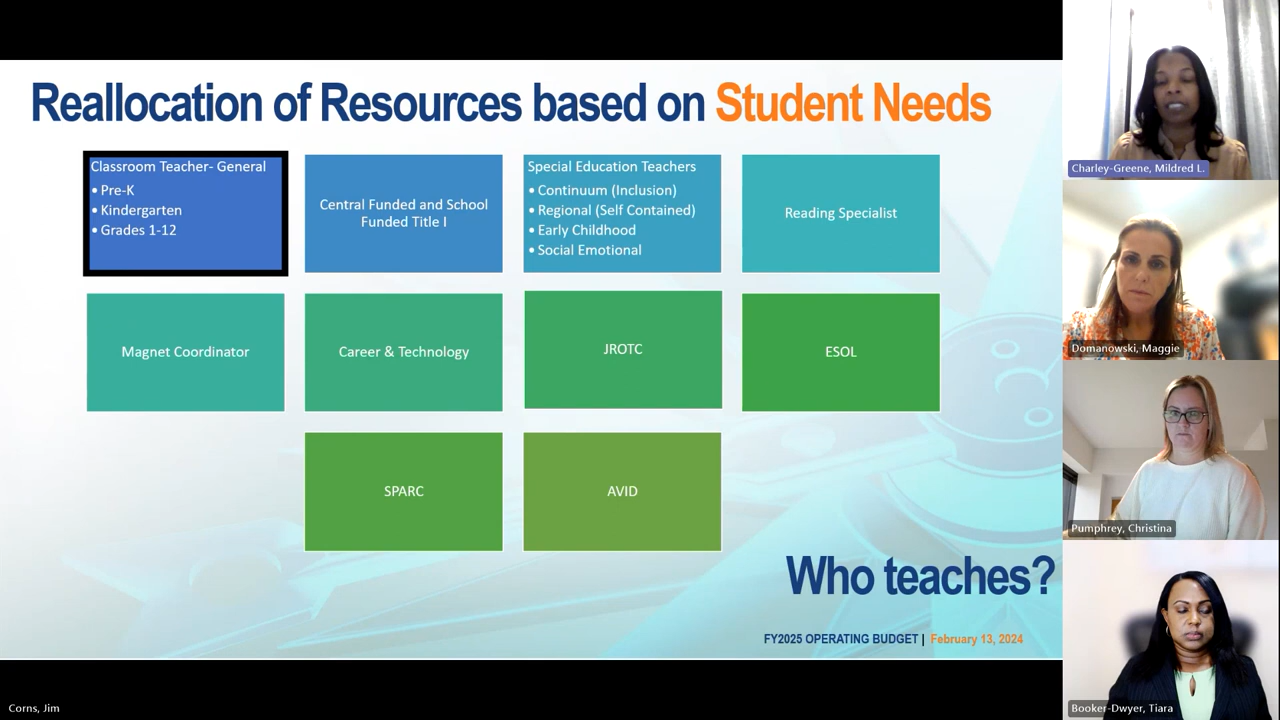 Reallocation of Resources based on Student Needs
Classroom Teacher- General
• Pre-K
• Kindergarten
• Grades 1-12
Central Funded and School
Funded Title I
Special Education Teachers
• Continuum (Inclusion)
• Regional (Self Contained)
• Early Childhood
• Social Emotional
Reading Specialist
Magnet Coordinator
Career & Technology
JROTC
ESOL
SPARC
AVID
Who teaches?
FY2025 OPERATING BUDGET | February 13, 2024
Corns, Jim
Charley-Greene, Mildred L.
Domanowski, Maggie
Pumphrey, Christina
Booker-Dwyer, Tiara